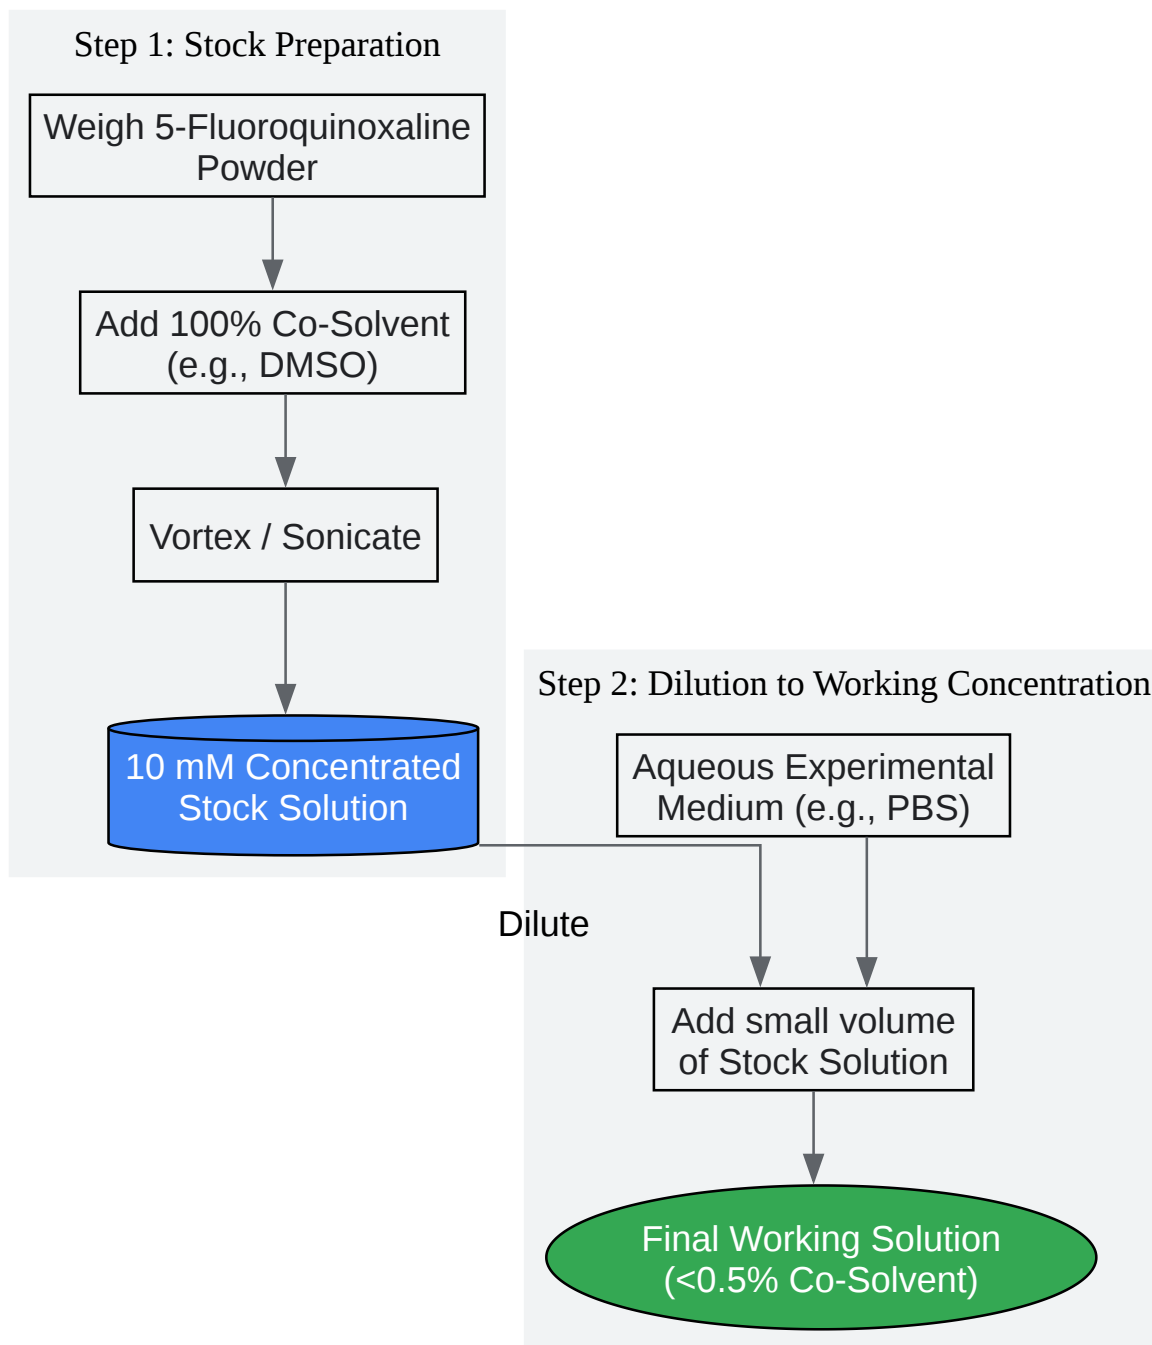 Step 1: Stock Preparation
Weigh 5-Fluoroquinoxaline
Powder
Add 100% Co-Solvent
(e.g., DMSO)
Vortex / Sonicate
10 mM Concentrated
Stock Solution
Step 2: Dilution to Working Concentration
Aqueous Experimental
Medium (e.g., PBS)
Dilute
Add small volume
of Stock Solution
Final Working Solution
(<0.5% Co-Solvent)